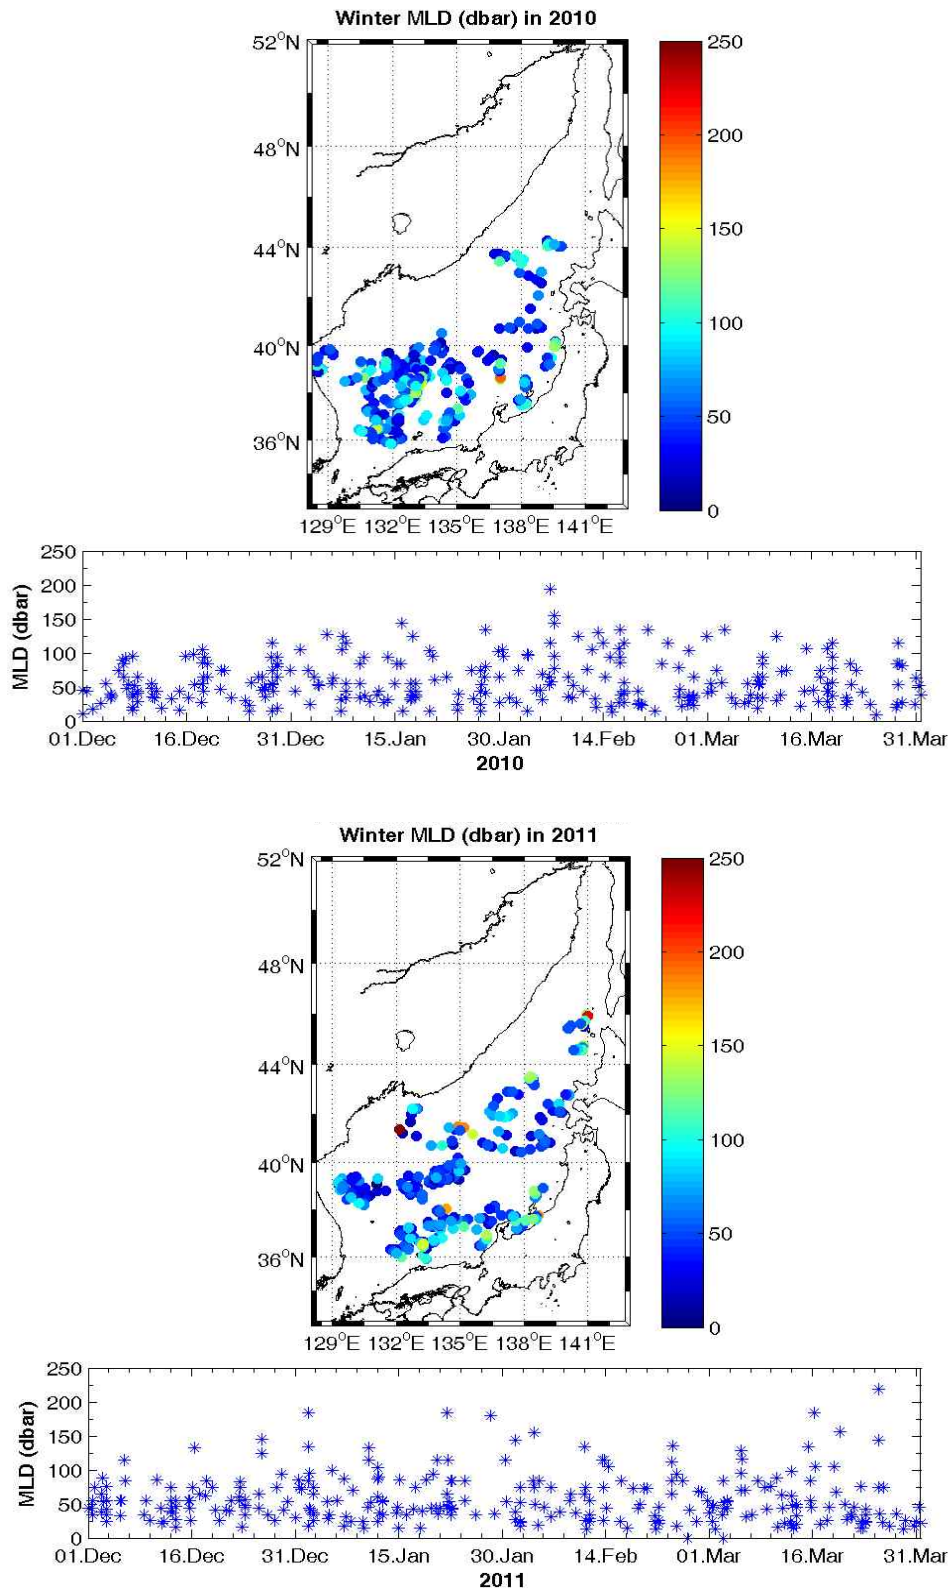 Winter MLD (dbar) in 2010
52°N
48°N
44°N
40°N
36°N
129°E 132°E 135°E 138°E 141°E
250
200
150
100
50
0
MLD (dbar)
250
200
150
100
50
0
01.Dec 16.Dec 31.Dec 15.Jan 30.Jan 14.Feb 01.Mar 16.Mar 31.Mar
2010
Winter MLD (dbar) in 2011
52°N
48°N
44°N
40°N
36°N
129°E 132°E 135°E 138°E 141°E
250
200
150
100
50
0
MLD (dbar)
250
200
150
100
50
0
01.Dec 16.Dec 31.Dec 15.Jan 30.Jan 14.Feb 01.Mar 16.Mar 31.Mar
2011